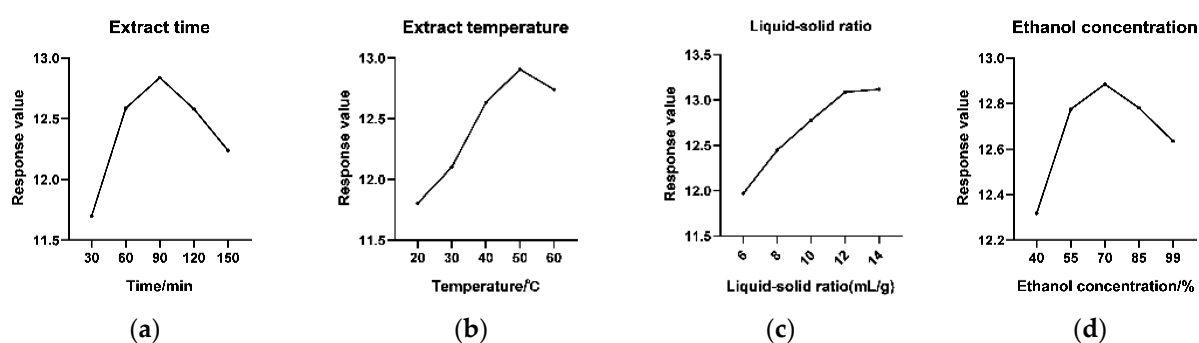 Extract time
Response value
13.0
12.5
12.0
11.5
30 60 90 120 150
Time/min
(a)
Extract temperature
Response value
13.0
12.5
12.0
11.5
20 30 40 50 60
Temperature/°C
(b)
Liquid-solid ratio
Response value
13.5
13.0
12.5
12.0
11.5
6 8 10 12 14
Liquid-solid ratio(mL/g)
(c)
Ethanol concentration
Response value
13.0
12.8
12.6
12.4
12.2
40 55 70 85 99
Ethanol concentration/%
(d)